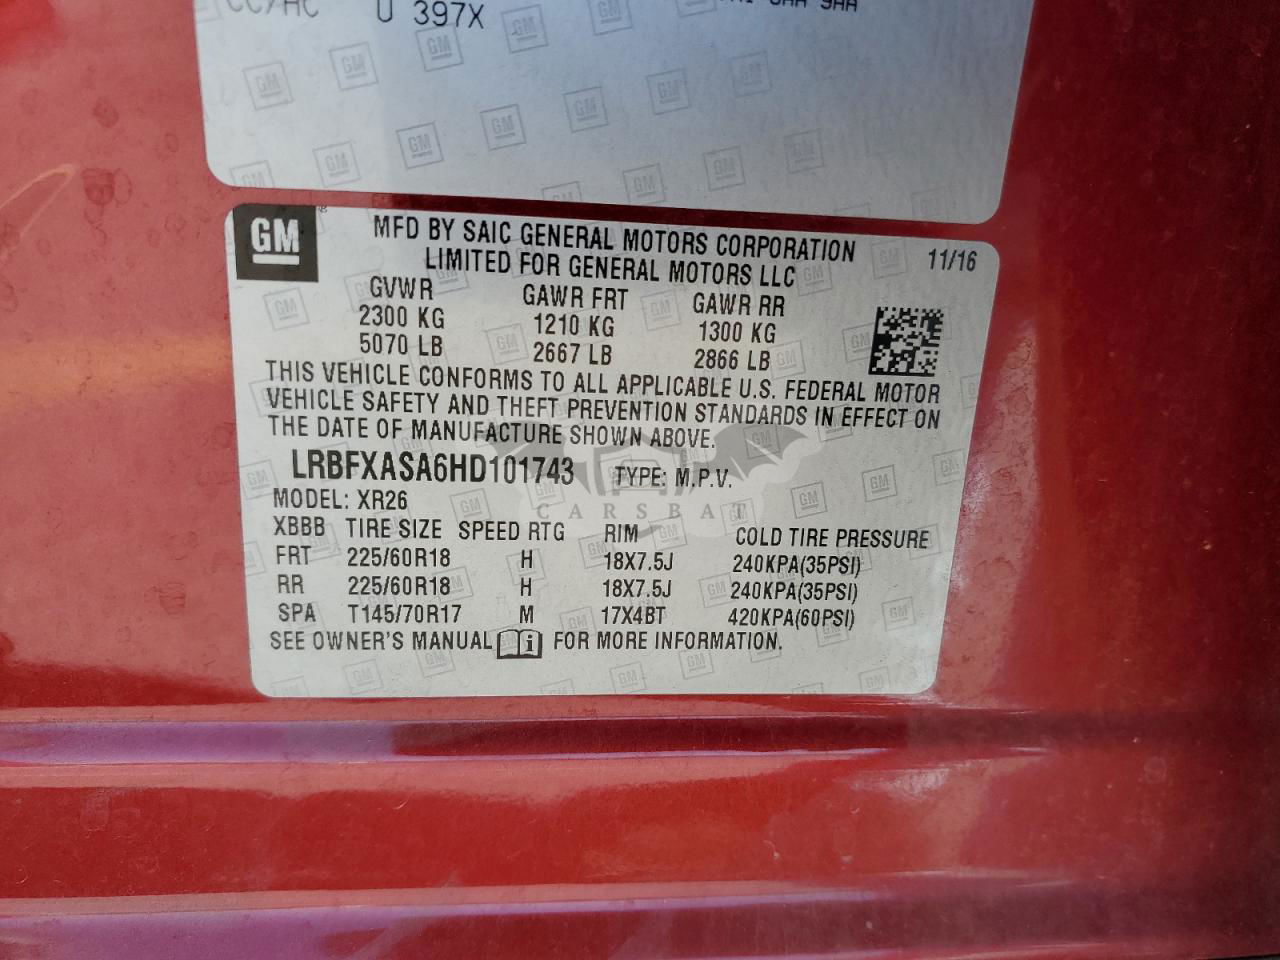 CC/AC U 397X
GM
MFD BY SAIC GENERAL MOTORS CORPORATION
LIMITED FOR GENERAL MOTORS LLC
11/16
GVWR GAWR FRT GAWR RR
2300 KG 1210 KG 1300 KG
5070 LB 2667 LB 2866 LB
THIS VEHICLE CONFORMS TO ALL APPLICABLE U.S. FEDERAL MOTOR
VEHICLE SAFETY AND THEFT PREVENTION STANDARDS IN EFFECT ON
THE DATE OF MANUFACTURE SHOWN ABOVE.
LRBFXASA6HD101743 TYPE: M.P.V.
MODEL: XR26
CARSBAT
XBBB TIRE SIZE SPEED RTG RIM COLD TIRE PRESSURE
FRT 225/60R18 H 18X7.5J 240KPA(35PSI)
RR 225/60R18 H 18X7.5J 240KPA(35PSI)
SPA T145/70R17 M 17X4BT 420KPA(60PSI)
SEE OWNER'S MANUAL i FOR MORE INFORMATION.